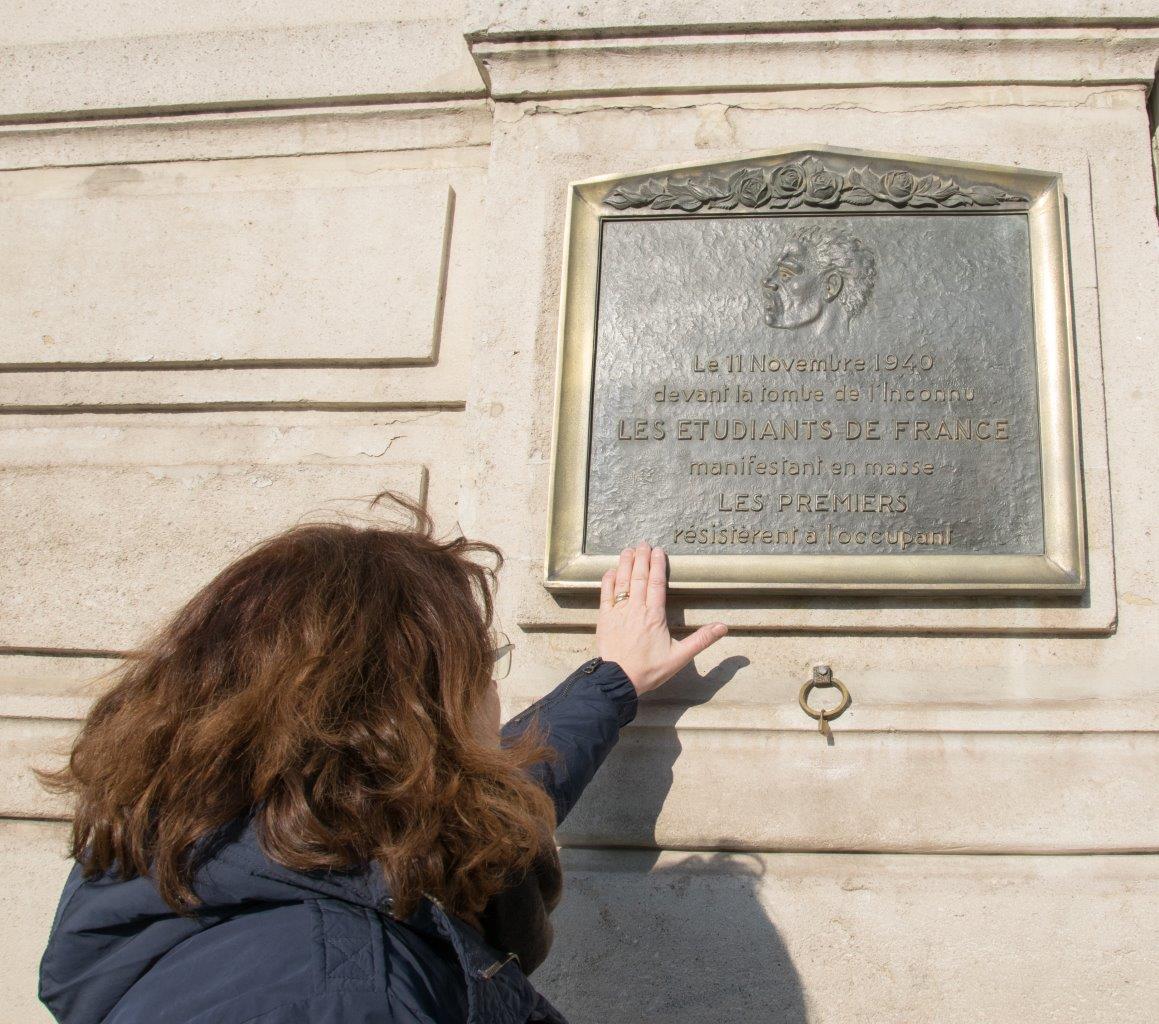 Le 11 Novembre 1940
devant la tombe de l'Inconnu
LES ETUDIANTS DE FRANCE
manifestant en masse
LES PREMIERS
résistèrent à l'occupant